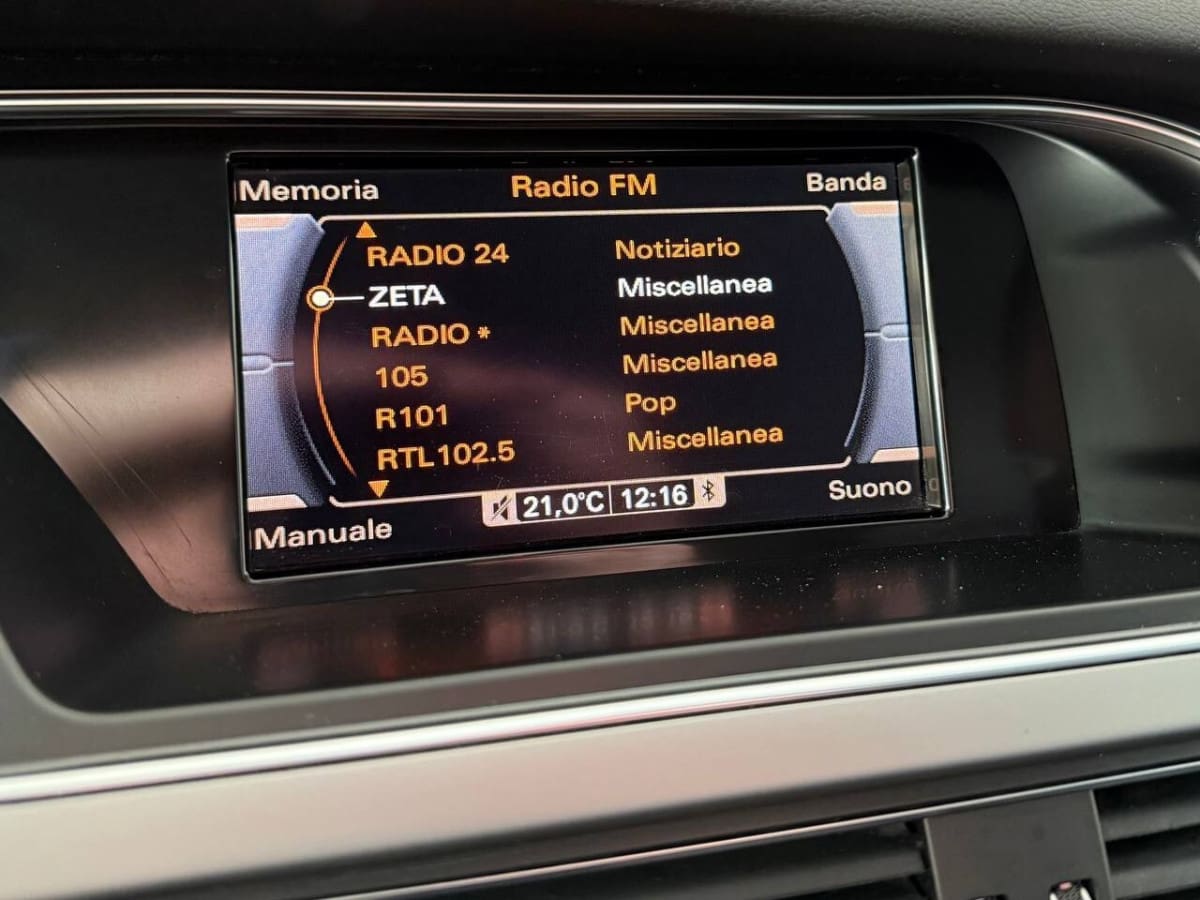 Memoria Radio FM Banda
RADIO 24 Notiziario
ZETA Miscellanea
RADIO * Miscellanea
105 Miscellanea
R101 Pop
RTL102.5 Miscellanea
21,0°C 12:16
Manuale Suono